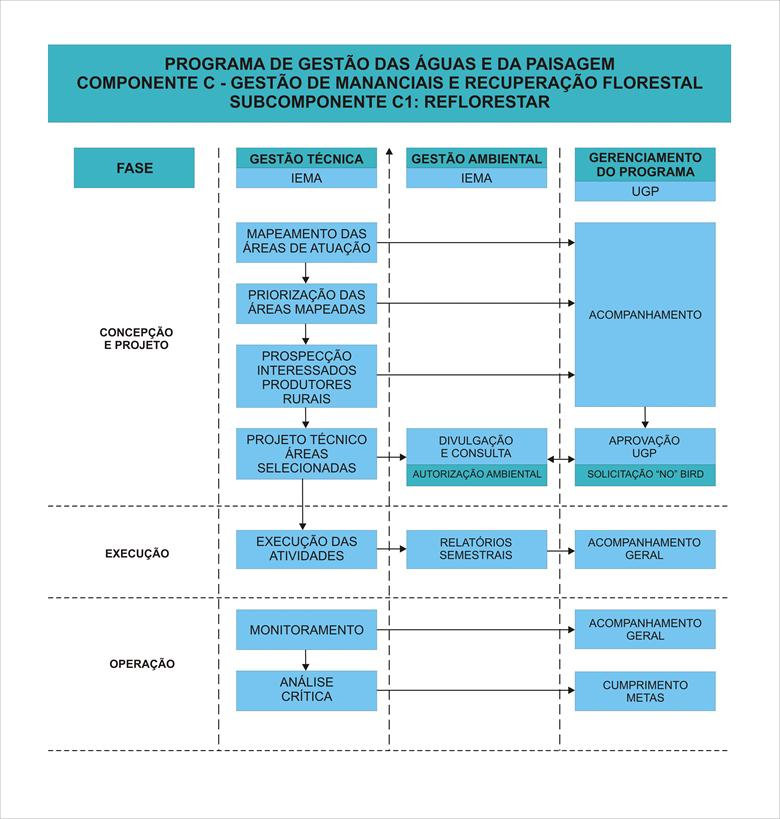 PROGRAMA DE GESTÃO DAS ÁGUAS E DA PAISAGEM
COMPONENTE C - GESTÃO DE MANANCIAIS E RECUPERAÇÃO FLORESTAL
SUBCOMPONENTE C1: REFLORESTAR
FASE
GESTÃO TÉCNICA
IEMA
GESTÃO AMBIENTAL
IEMA
GERENCIAMENTO
DO PROGRAMA
UGP
CONCEPÇÃO
E PROJETO
MAPEAMENTO DAS
ÁREAS DE ATUAÇÃO
PRIORIZAÇÃO DAS
ÁREAS MAPEADAS
PROSPECÇÃO
INTERESSADOS
PRODUTORES
RURAIS
ACOMPANHAMENTO
PROJETO TÉCNICO
ÁREAS
SELECIONADAS
DIVULGAÇÃO
E CONSULTA
AUTORIZAÇÃO AMBIENTAL
APROVAÇÃO
UGP
SOLICITAÇÃO “NO” BIRD
EXECUÇÃO
EXECUÇÃO DAS
ATIVIDADES
RELATÓRIOS
SEMESTRAIS
ACOMPANHAMENTO
GERAL
OPERAÇÃO
MONITORAMENTO
ACOMPANHAMENTO
GERAL
ANÁLISE
CRÍTICA
CUMPRIMENTO
METAS